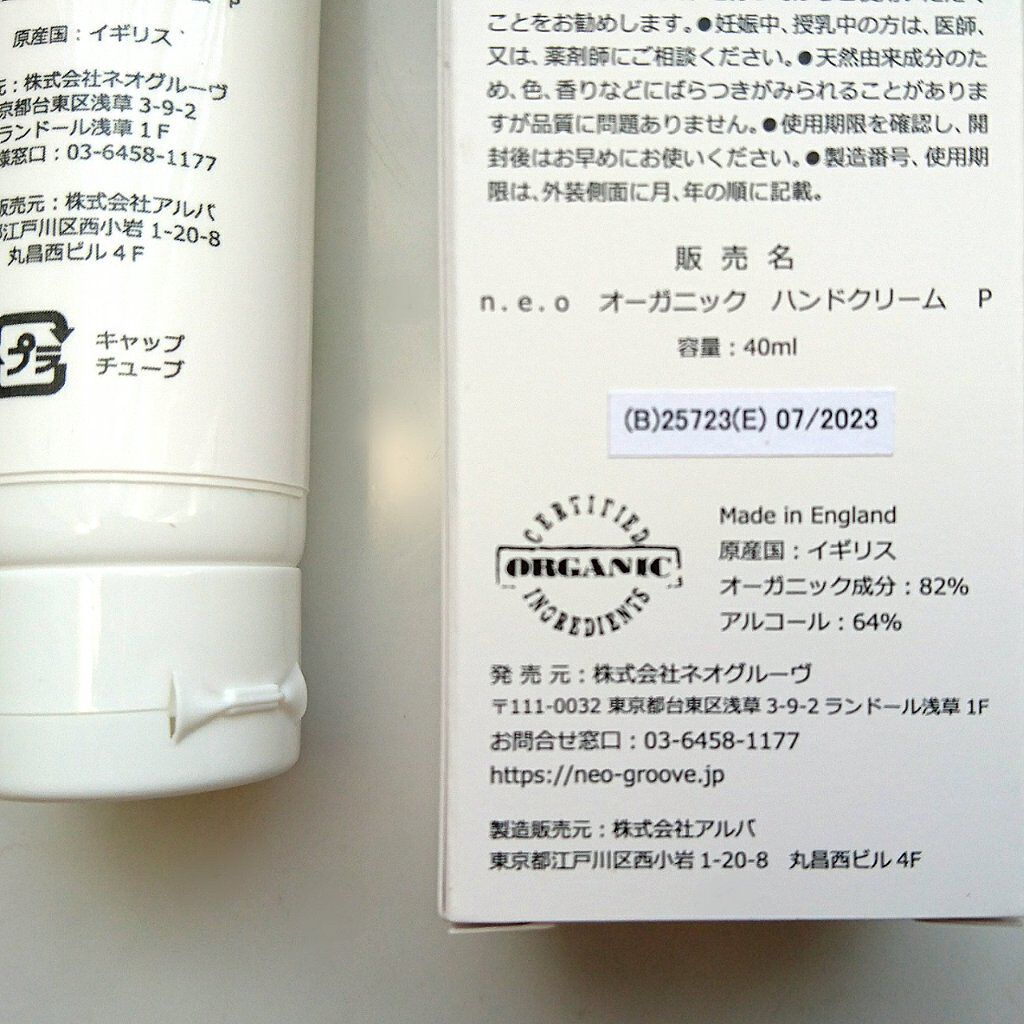 原産国：イギリス
元：株式会社ネオグルーヴ
京都台東区浅草 3-9-2
ランドール浅草 1F
様窓口：03-6458-1177
販売元：株式会社アルバ
都江戸川区西小岩 1-20-8
丸昌西ビル 4F
プラ
キャップ
チューブ
ことをお勧めします。●妊娠中、授乳中の方は、医師、
又は、薬剤師にご相談ください。●天然由来成分のた
め、色、香りなどにばらつきがみられることがありま
すが品質に問題ありません。●使用期限を確認し、開
封後はお早めにお使いください。●製造番号、使用期
限は、外装側面に月、年の順に記載。
販売名
n.e.o オーガニック ハンドクリーム P
容量：40ml
(B)25723(E) 07/2023
CERTIFIED
ORGANIC
INGREDIENTS
Made in England
原産国：イギリス
オーガニック成分：82%
アルコール：64%
発売元：株式会社ネオグルーヴ
〒111-0032 東京都台東区浅草 3-9-2 ランドール浅草 1F
お問合せ窓口：03-6458-1177
https://neo-groove.jp
製造販売元：株式会社アルバ
東京都江戸川区西小岩 1-20-8 丸昌西ビル 4F